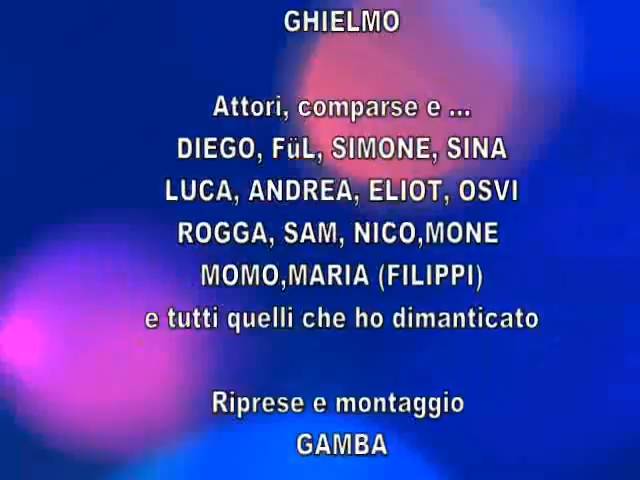 GHIELMO
Attori, comparse e ...
DIEGO, FüL, SIMONE, SINA
LUCA, ANDREA, ELIOT, OSVI
ROGGA, SAM, NICO,MONE
MOMO,MARIA (FILIPPI)
e tutti quelli che ho dimanticato
Riprese e montaggio
GAMBA